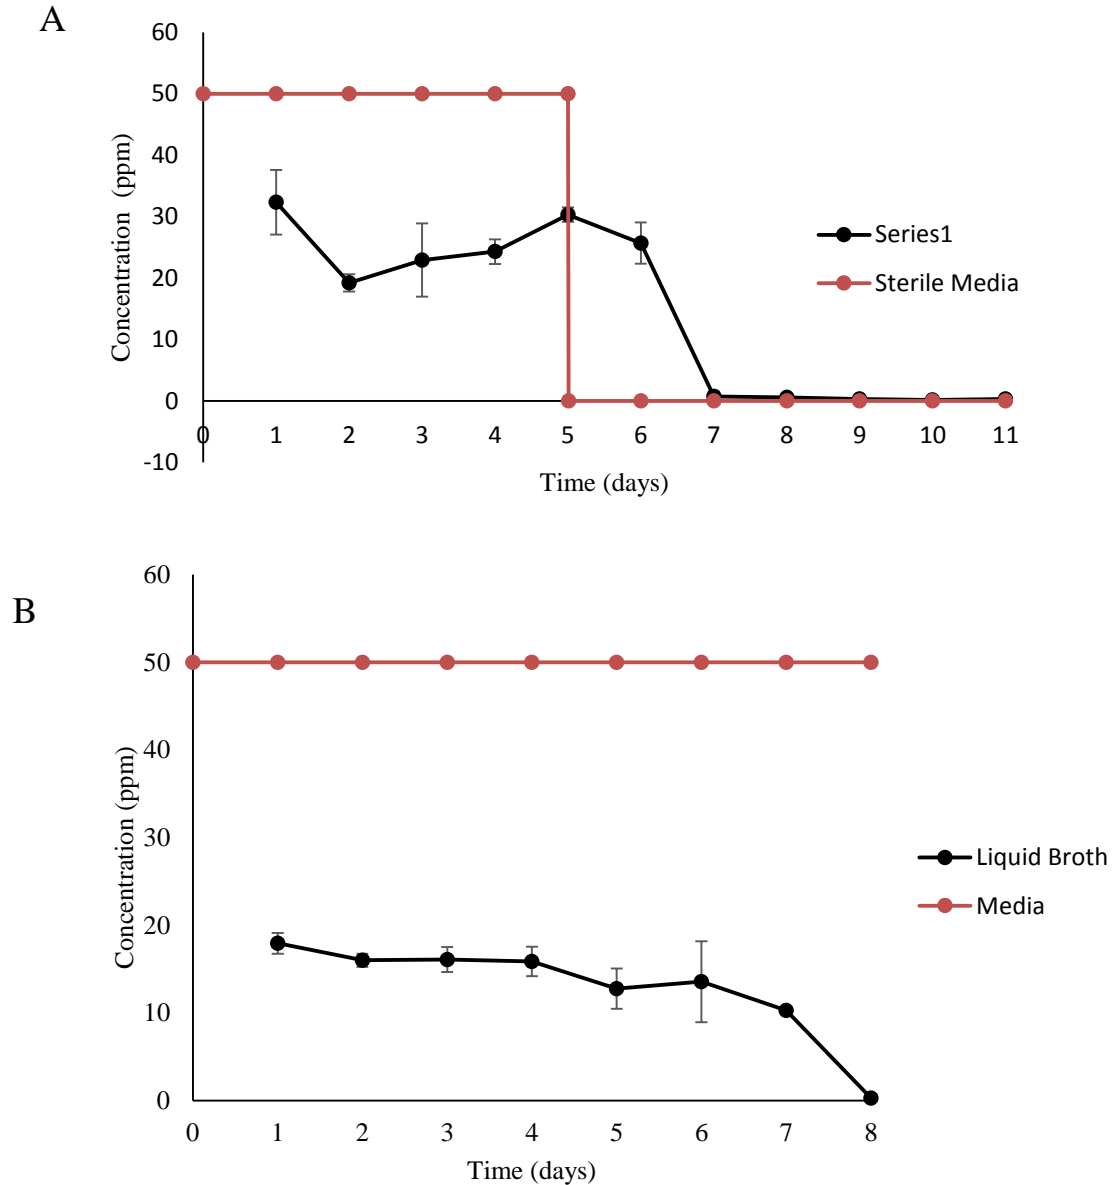 A
60
50
40
30
20
10
0
-10
Concentration (ppm)
0 1 2 3 4 5 6 7 8 9 10 11
Time (days)
Series1
Sterile Media
B
60
50
40
30
20
10
0
Concentration (ppm)
0 1 2 3 4 5 6 7 8
Time (days)
Liquid Broth
Media